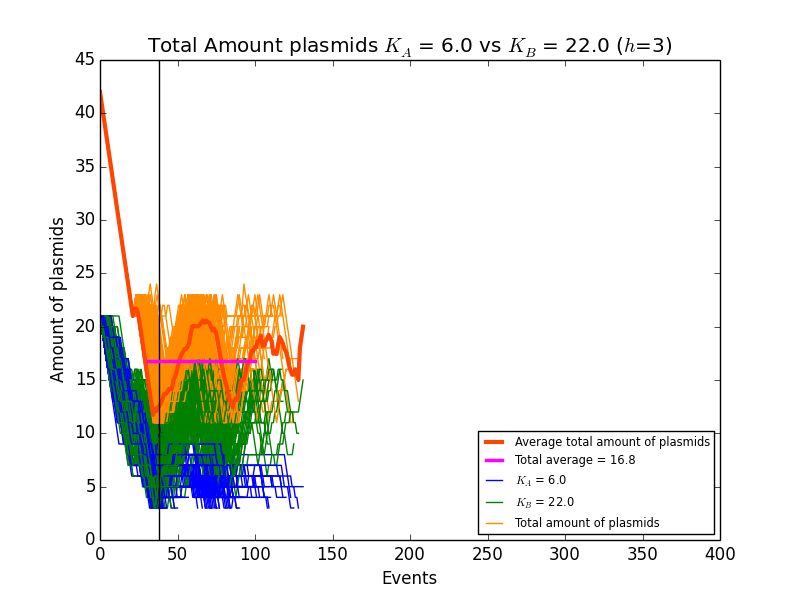 Total Amount plasmids K_A = 6.0 vs K_B = 22.0 (h=3)
Amount of plasmids
45
40
35
30
25
20
15
10
5
0
0 50 100 150 200 250 300 350 400
Events
Average total amount of plasmids
Total average = 16.8
K_A = 6.0
K_B = 22.0
Total amount of plasmids